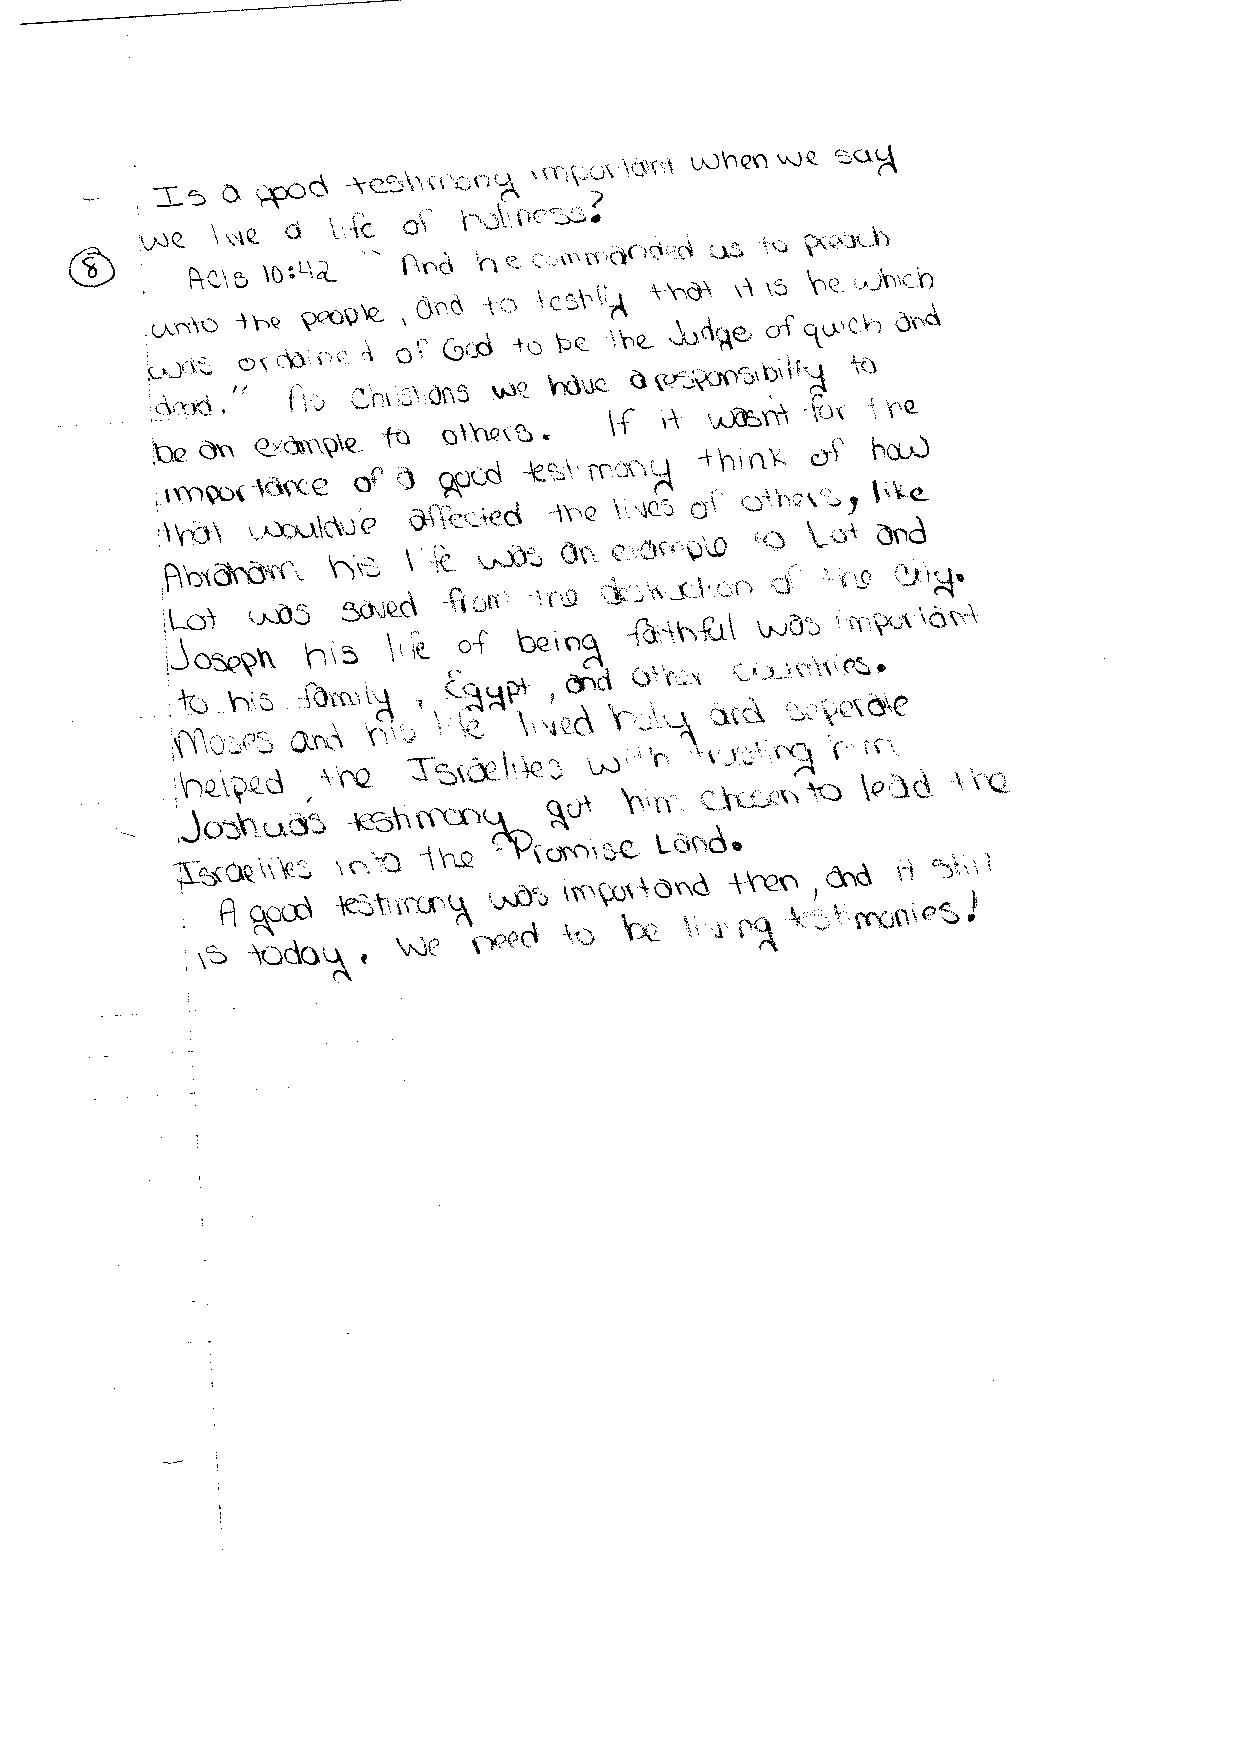 Is a good testimony important when we say
we live a life of holiness?
8
Acts 10:42 " And he commanded us to preach
unto the people, and to testify that it is he which
was ordained of God to be the Judge of quich and
dead." As Christians we have a responsibility to
be an example to others. If it wasn't for the
importance of a good testimony think of how
that wouldve affected the lives of others, like
Abraham his life was an example to Lot and
Lot was saved from the destruction of the city.
Joseph his life of being faithful was important
to his family, Egypt, and other countries.
Moses and his life lived holy and seperate
helped the Israelites with trusting him
Joshua's testimony got him chosen to lead the
Israelites into the Promise Land.
A good testimony was importand then, and it still
is today. We need to be living testimonies!